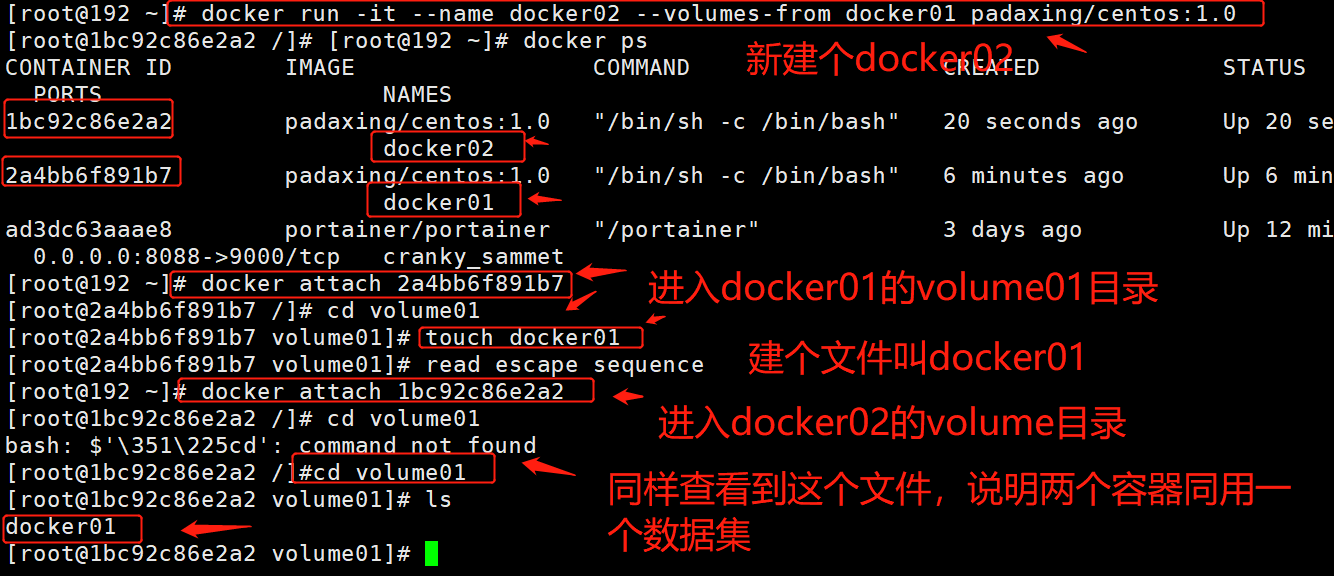 [root@192 ~]# docker run -it --name docker02 --volumes-from docker01 padaxing/centos:1.0
[root@1bc92c86e2a2 /]# [root@192 ~]# docker ps
新建个docker02
CONTAINER ID IMAGE COMMAND CREATED STATUS
PORTS NAMES
1bc92c86e2a2 padaxing/centos:1.0 "/bin/sh -c /bin/bash" 20 seconds ago Up 20 se
docker02
2a4bb6f891b7 padaxing/centos:1.0 "/bin/sh -c /bin/bash" 6 minutes ago Up 6 min
docker01
ad3dc63aaae8 portainer/portainer "/portainer" 3 days ago Up 12 mi
0.0.0.0:8088->9000/tcp cranky_sammet
[root@192 ~]# docker attach 2a4bb6f891b7
进入docker01的volume01目录
[root@2a4bb6f891b7 /]# cd volume01
[root@2a4bb6f891b7 volume01]# touch docker01
建个文件叫docker01
[root@2a4bb6f891b7 volume01]# read escape sequence
[root@192 ~]# docker attach 1bc92c86e2a2
进入docker02的volume目录
[root@1bc92c86e2a2 /]# cd volume01
bash: $'\351\225cd': command not found
[root@1bc92c86e2a2 /]#cd volume01
同样查看到这个文件，说明两个容器同用一
个数据集
[root@1bc92c86e2a2 volume01]# ls
docker01
[root@1bc92c86e2a2 volume01]#